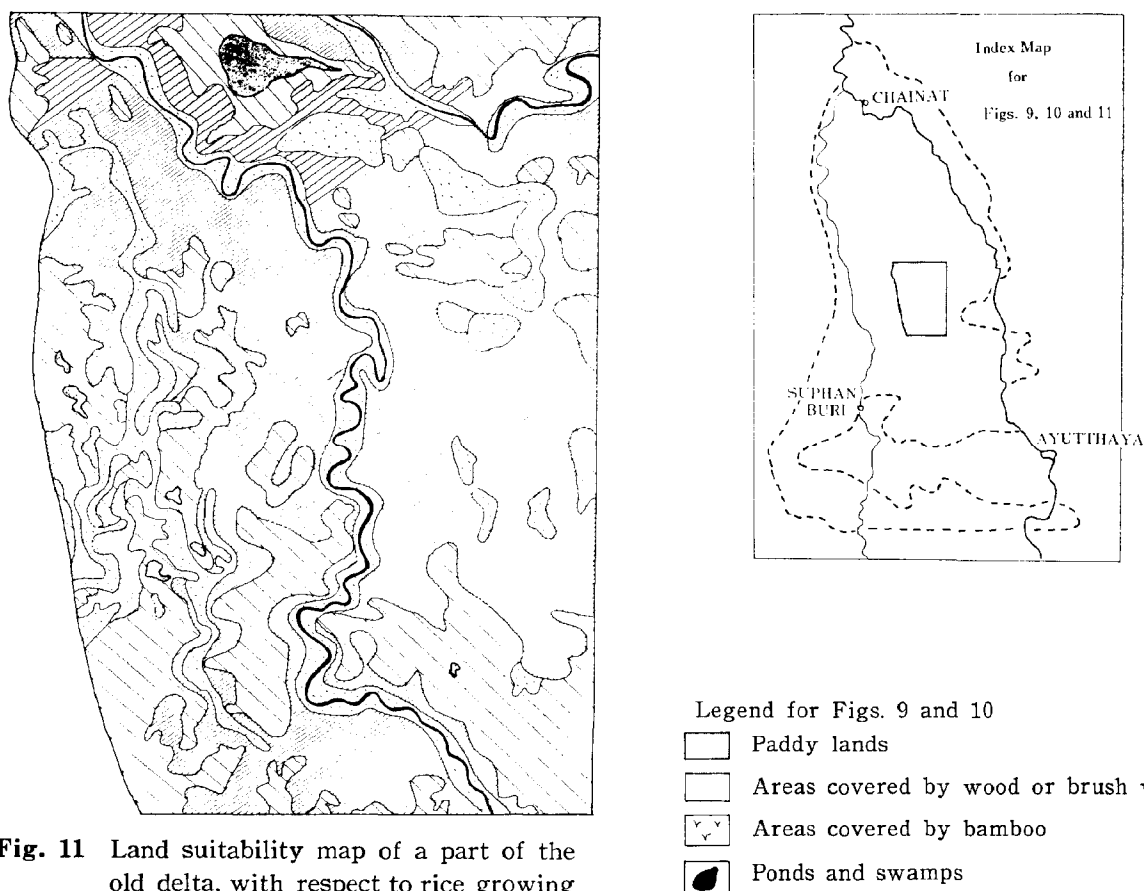 Index Map
for
Figs. 9, 10 and 11
CHAINAT
SUPHAN
BURI
AYUTTHAYA
Fig. 11 Land suitability map of a part of the
old delta, with respect to rice growing
Legend for Figs. 9 and 10
Paddy lands
Areas covered by wood or brush
Areas covered by bamboo
Ponds and swamps